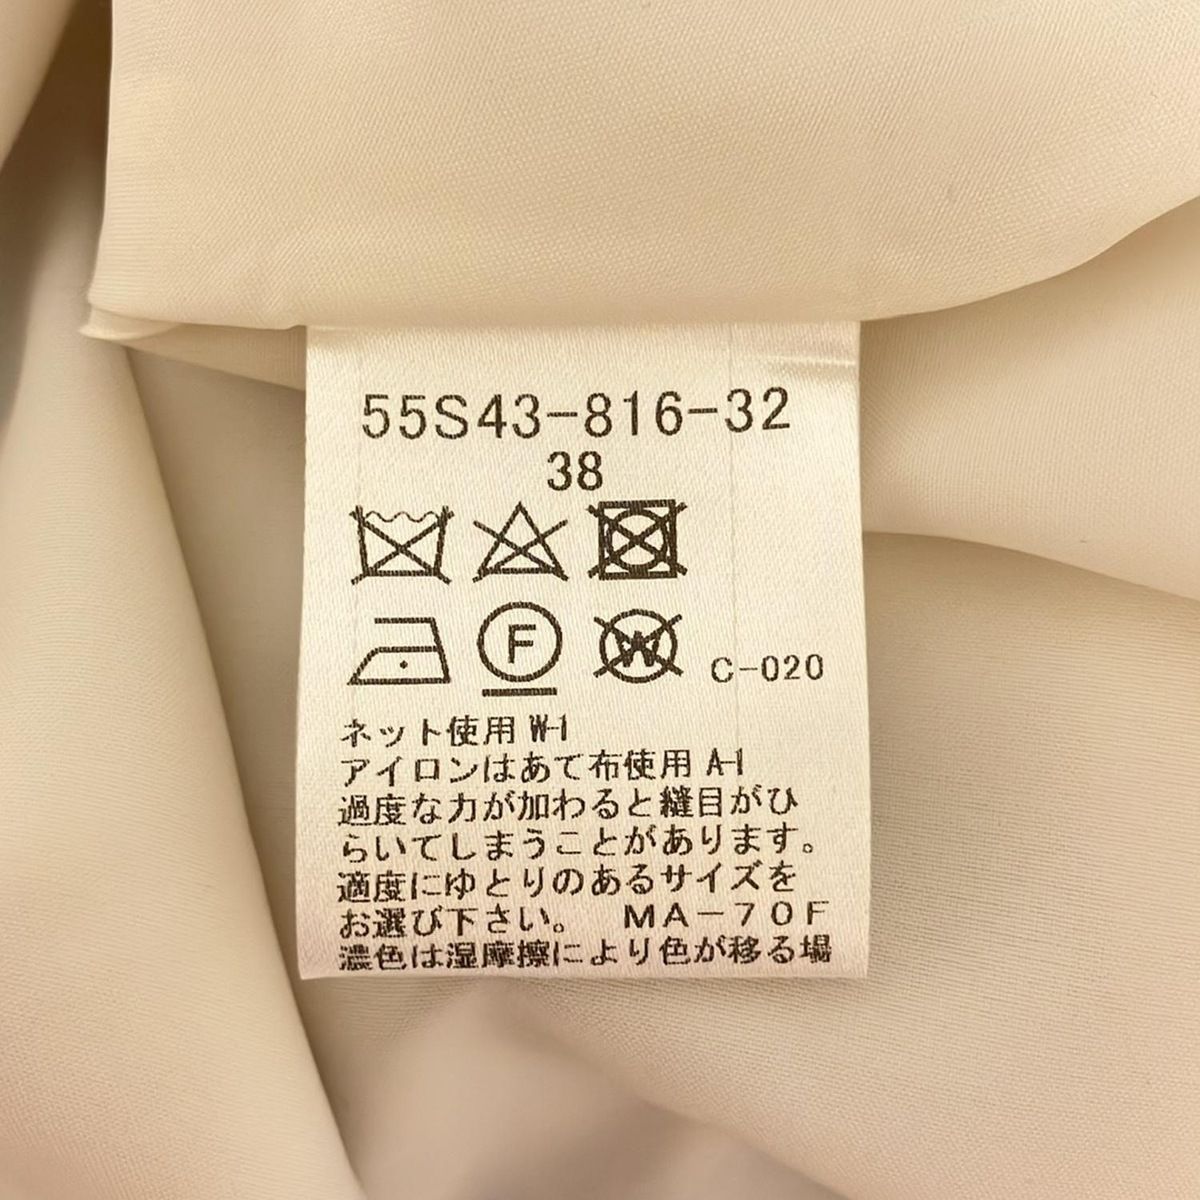 55S43-816-32
38
F
W
C-020
ネット使用 W-1
アイロンはあて布使用 A-1
過度な力が加わると縫目がひ
らいてしまうことがあります。
適度にゆとりのあるサイズを
お選び下さい。 MA-70F
濃色は湿摩擦により色が移る場